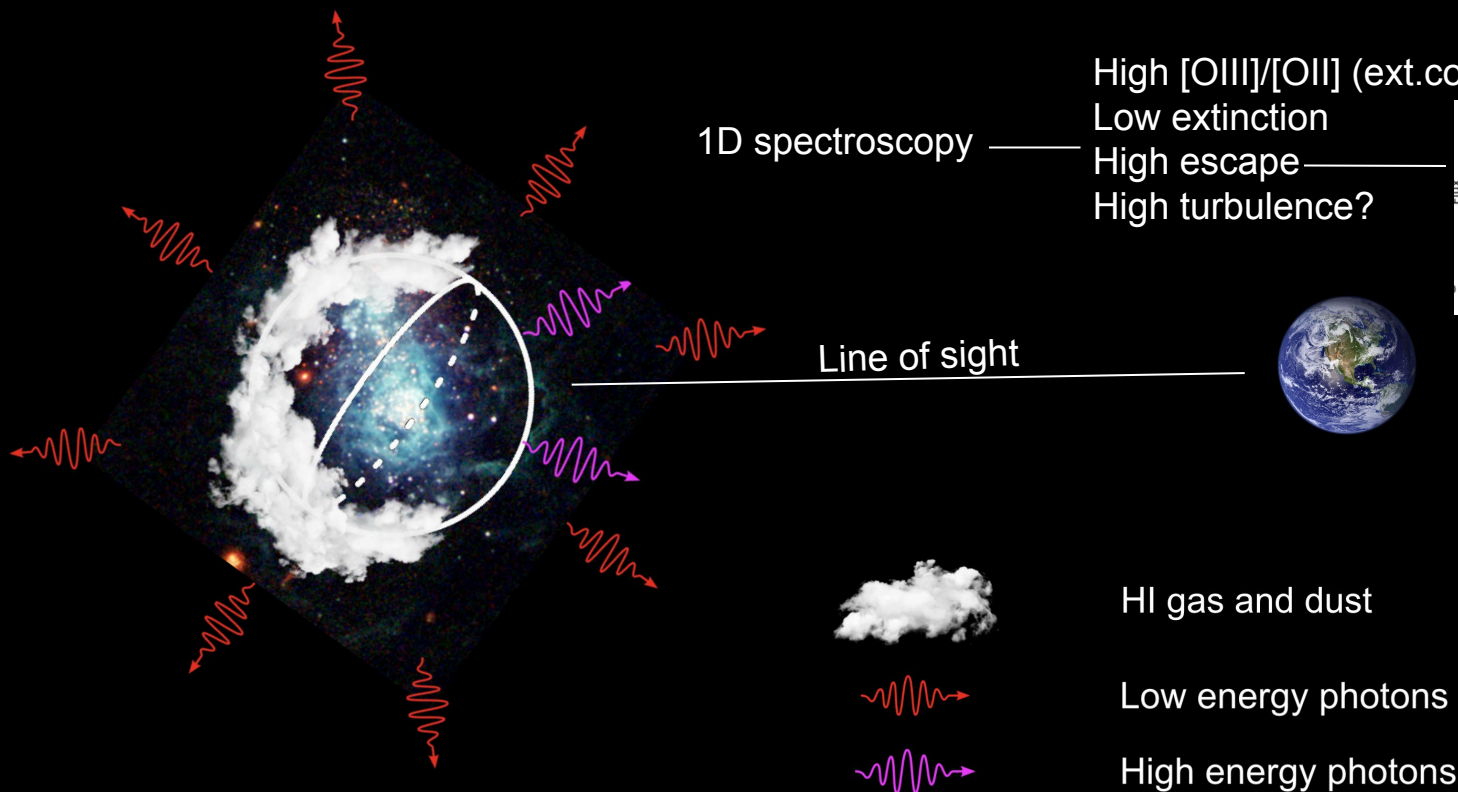 High [OIII]/[OII] (ext.co
1D spectroscopy
Low extinction
High escape
High turbulence?
Line of sight
HI gas and dust
Low energy photons
High energy photons